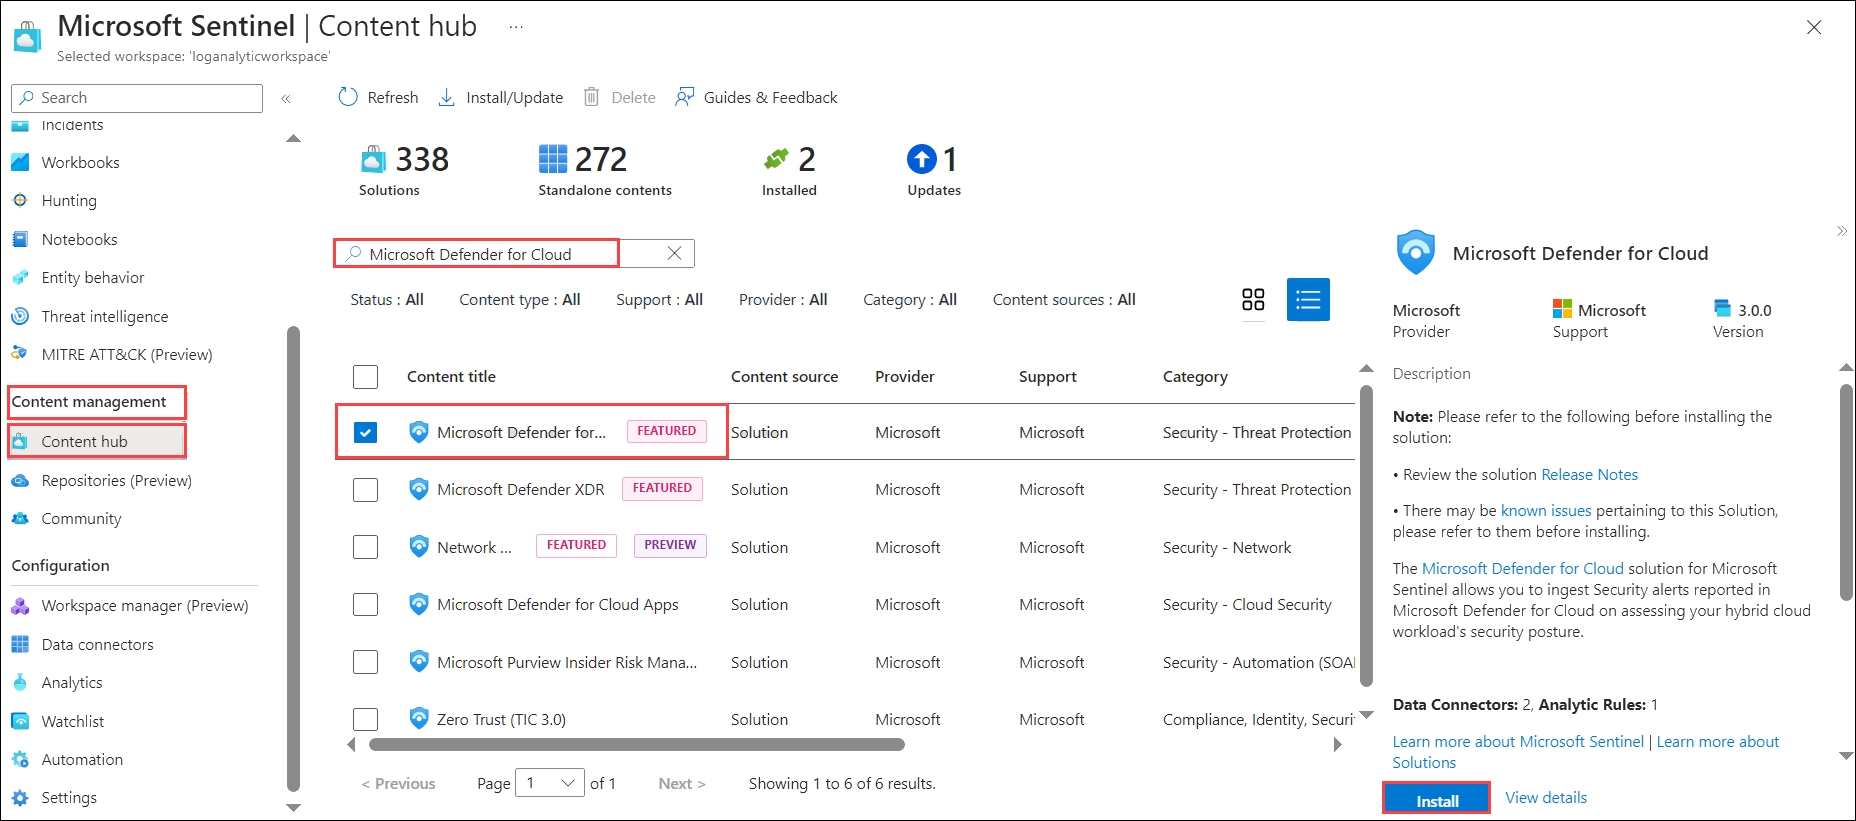 Microsoft Sentinel | Content hub ...
Selected workspace: 'loganalyticworkspace'
Search
Incidents
Workbooks
Hunting
Notebooks
Entity behavior
Threat intelligence
MITRE ATT&CK (Preview)
Content management
Content hub
Repositories (Preview)
Community
Configuration
Workspace manager (Preview)
Data connectors
Analytics
Watchlist
Automation
Settings
Refresh Install/Update Delete Guides & Feedback
338 272 2 1
Solutions Standalone contents Installed Updates
Microsoft Defender for Cloud
Status : All Content type : All Support : All Provider : All Category : All Content sources : All
Content title Content source Provider Support Category
Microsoft Defender for... FEATURED Solution Microsoft Microsoft Security - Threat Protection
Microsoft Defender XDR FEATURED Solution Microsoft Microsoft Security - Threat Protection
Network ... FEATURED PREVIEW Solution Microsoft Microsoft Security - Network
Microsoft Defender for Cloud Apps Solution Microsoft Microsoft Security - Cloud Security
Microsoft Purview Insider Risk Mana... Solution Microsoft Microsoft Security - Automation (SOA
Zero Trust (TIC 3.0) Solution Microsoft Microsoft Compliance, Identity, Securi
< Previous Page 1 of 1 Next > Showing 1 to 6 of 6 results.
Microsoft Defender for Cloud
Microsoft Microsoft 3.0.0
Provider Support Version
Description
Note: Please refer to the following before installing the
solution:
• Review the solution Release Notes
• There may be known issues pertaining to this Solution,
please refer to them before installing.
The Microsoft Defender for Cloud solution for Microsoft
Sentinel allows you to ingest Security alerts reported in
Microsoft Defender for Cloud on assessing your hybrid cloud
workload's security posture.
Data Connectors: 2, Analytic Rules: 1
Learn more about Microsoft Sentinel | Learn more about
Solutions
Install View details